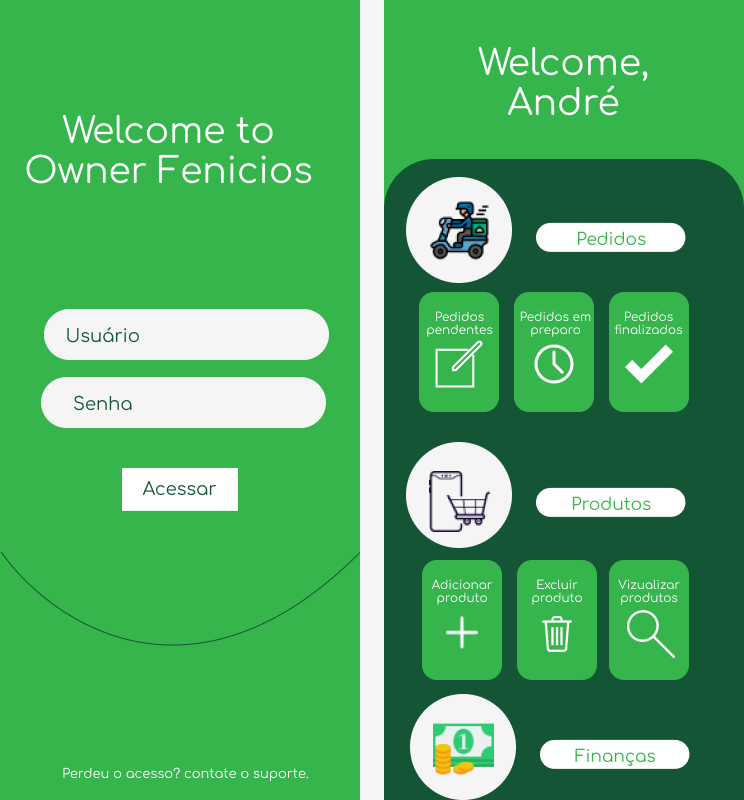 Welcome to
Owner Fenicios
Usuário
Senha
Acessar
Perdeu o acesso? contate o suporte.
Welcome,
André
Pedidos
Pedidos
pendentes
Pedidos em
preparo
Pedidos
finalizados
Produtos
Adicionar
produto
Excluir
produto
Vizualizar
produtos
1
Finanças